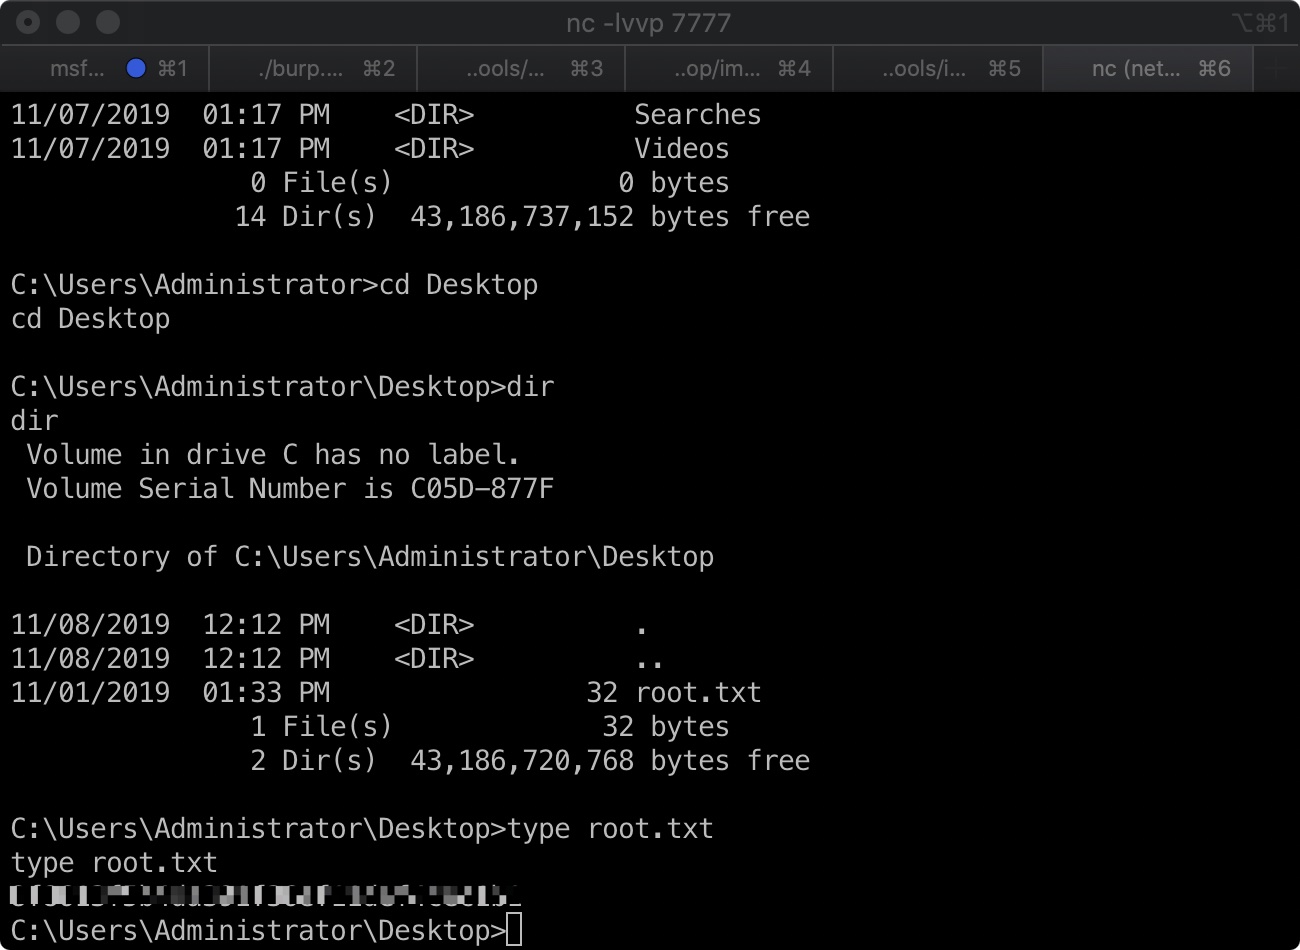 nc -lvvp 7777
⌥⌘1
msf... ⌘1 ./burp.... ⌘2 ..ools/... ⌘3 ..op/im... ⌘4 ..ools/i... ⌘5 nc (net... ⌘6
11/07/2019  01:17 PM    <DIR>          Searches
11/07/2019  01:17 PM    <DIR>          Videos
               0 File(s)              0 bytes
              14 Dir(s)  43,186,737,152 bytes free
C:\Users\Administrator>cd Desktop
cd Desktop
C:\Users\Administrator\Desktop>dir
dir
 Volume in drive C has no label.
 Volume Serial Number is C05D-877F
 Directory of C:\Users\Administrator\Desktop
11/08/2019  12:12 PM    <DIR>          .
11/08/2019  12:12 PM    <DIR>          ..
11/01/2019  01:33 PM                32 root.txt
               1 File(s)             32 bytes
               2 Dir(s)  43,186,720,768 bytes free
C:\Users\Administrator\Desktop>type root.txt
type root.txt
C:\Users\Administrator\Desktop>